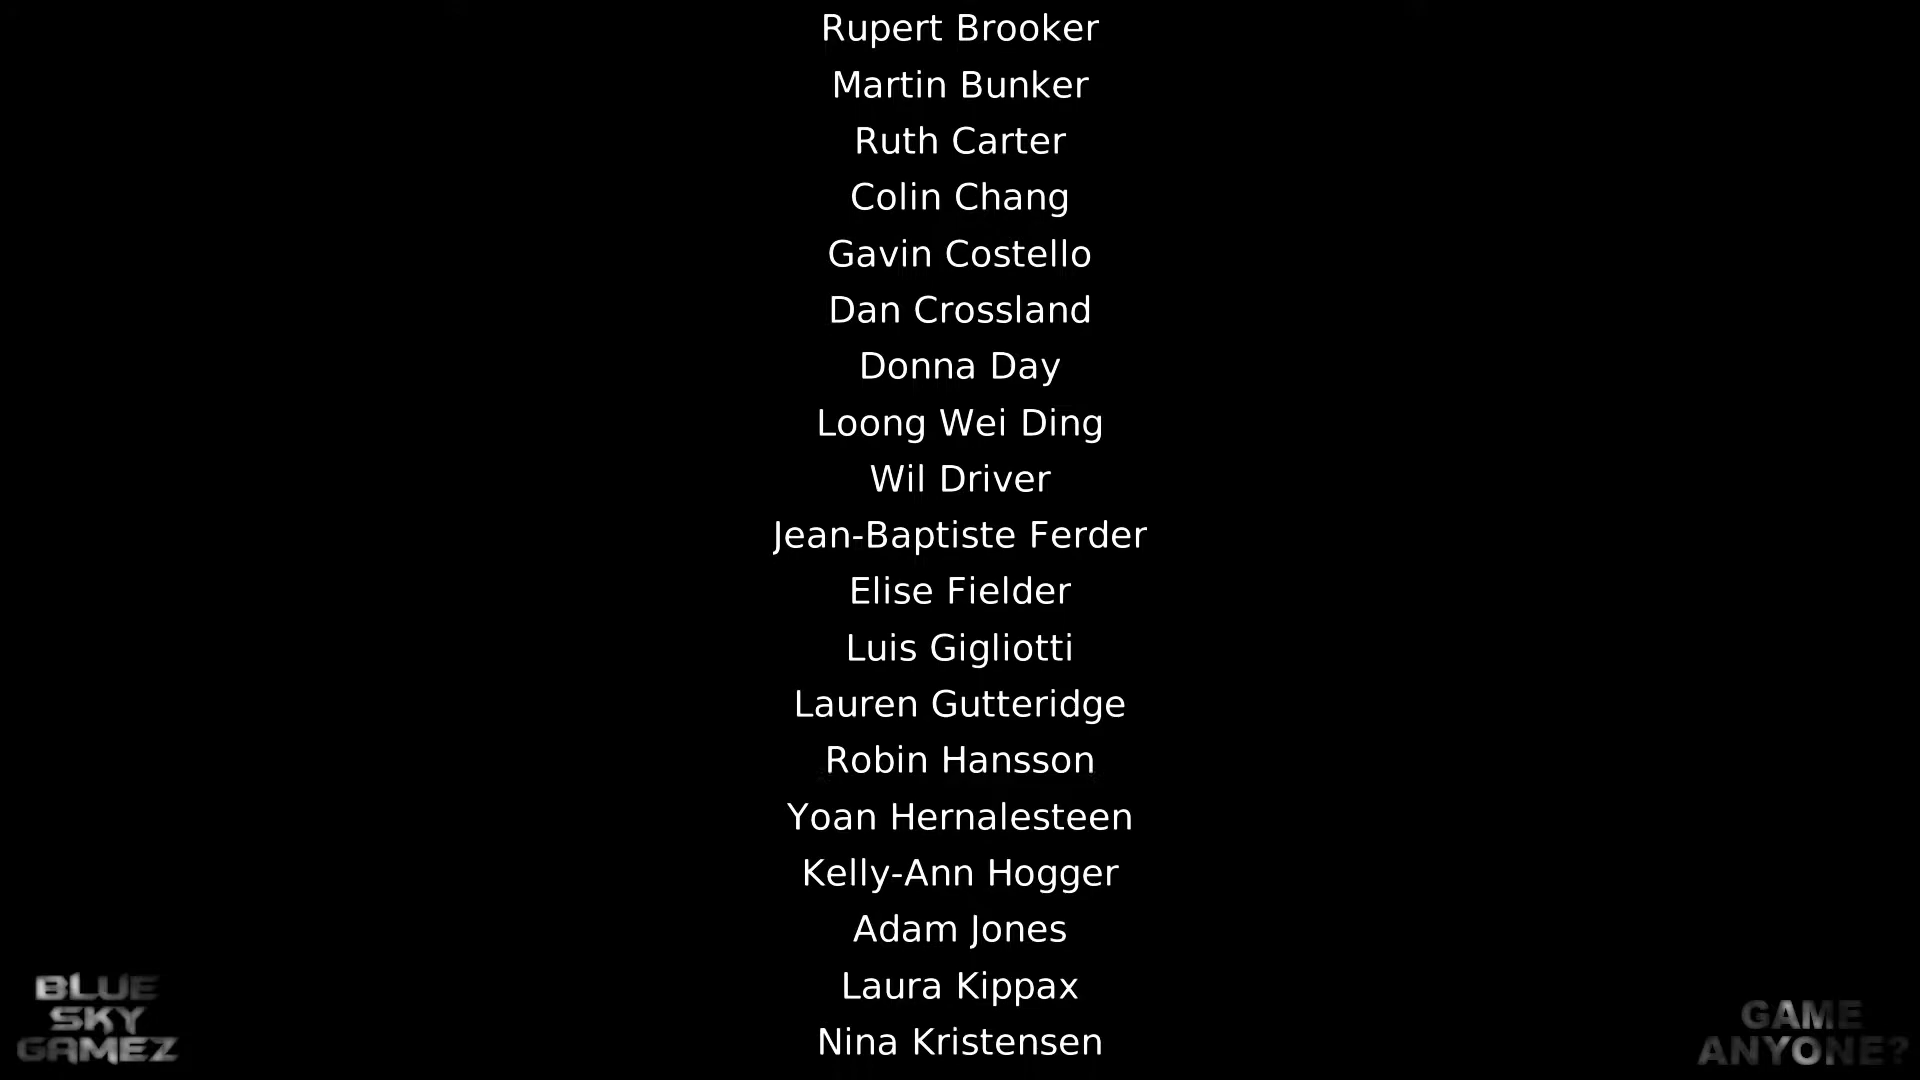 Rupert Brooker
Martin Bunker
Ruth Carter
Colin Chang
Gavin Costello
Dan Crossland
Donna Day
Loong Wei Ding
Wil Driver
Jean-Baptiste Ferder
Elise Fielder
Luis Gigliotti
Lauren Gutteridge
Robin Hansson
Yoan Hernalesteen
Kelly-Ann Hogger
Adam Jones
Laura Kippax
Nina Kristensen
BLUE
SKY
GAMEZ
GAME
ANYONE?